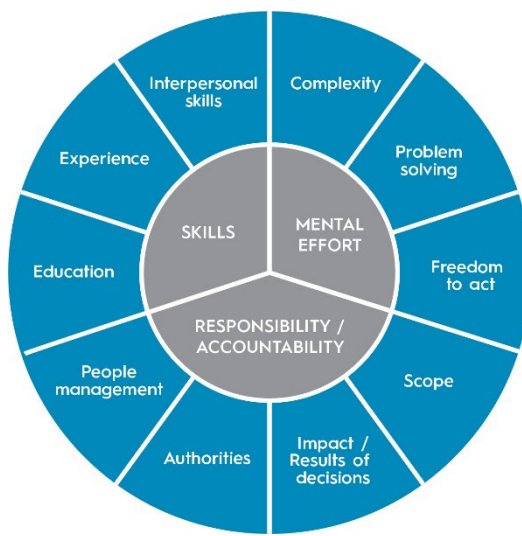 Interpersonal
skills
Complexity
Problem
solving
Freedom
to act
Scope
Impact /
Results of
decisions
Authorities
People
management
Education
Experience
SKILLS
MENTAL
EFFORT
RESPONSIBILITY /
ACCOUNTABILITY